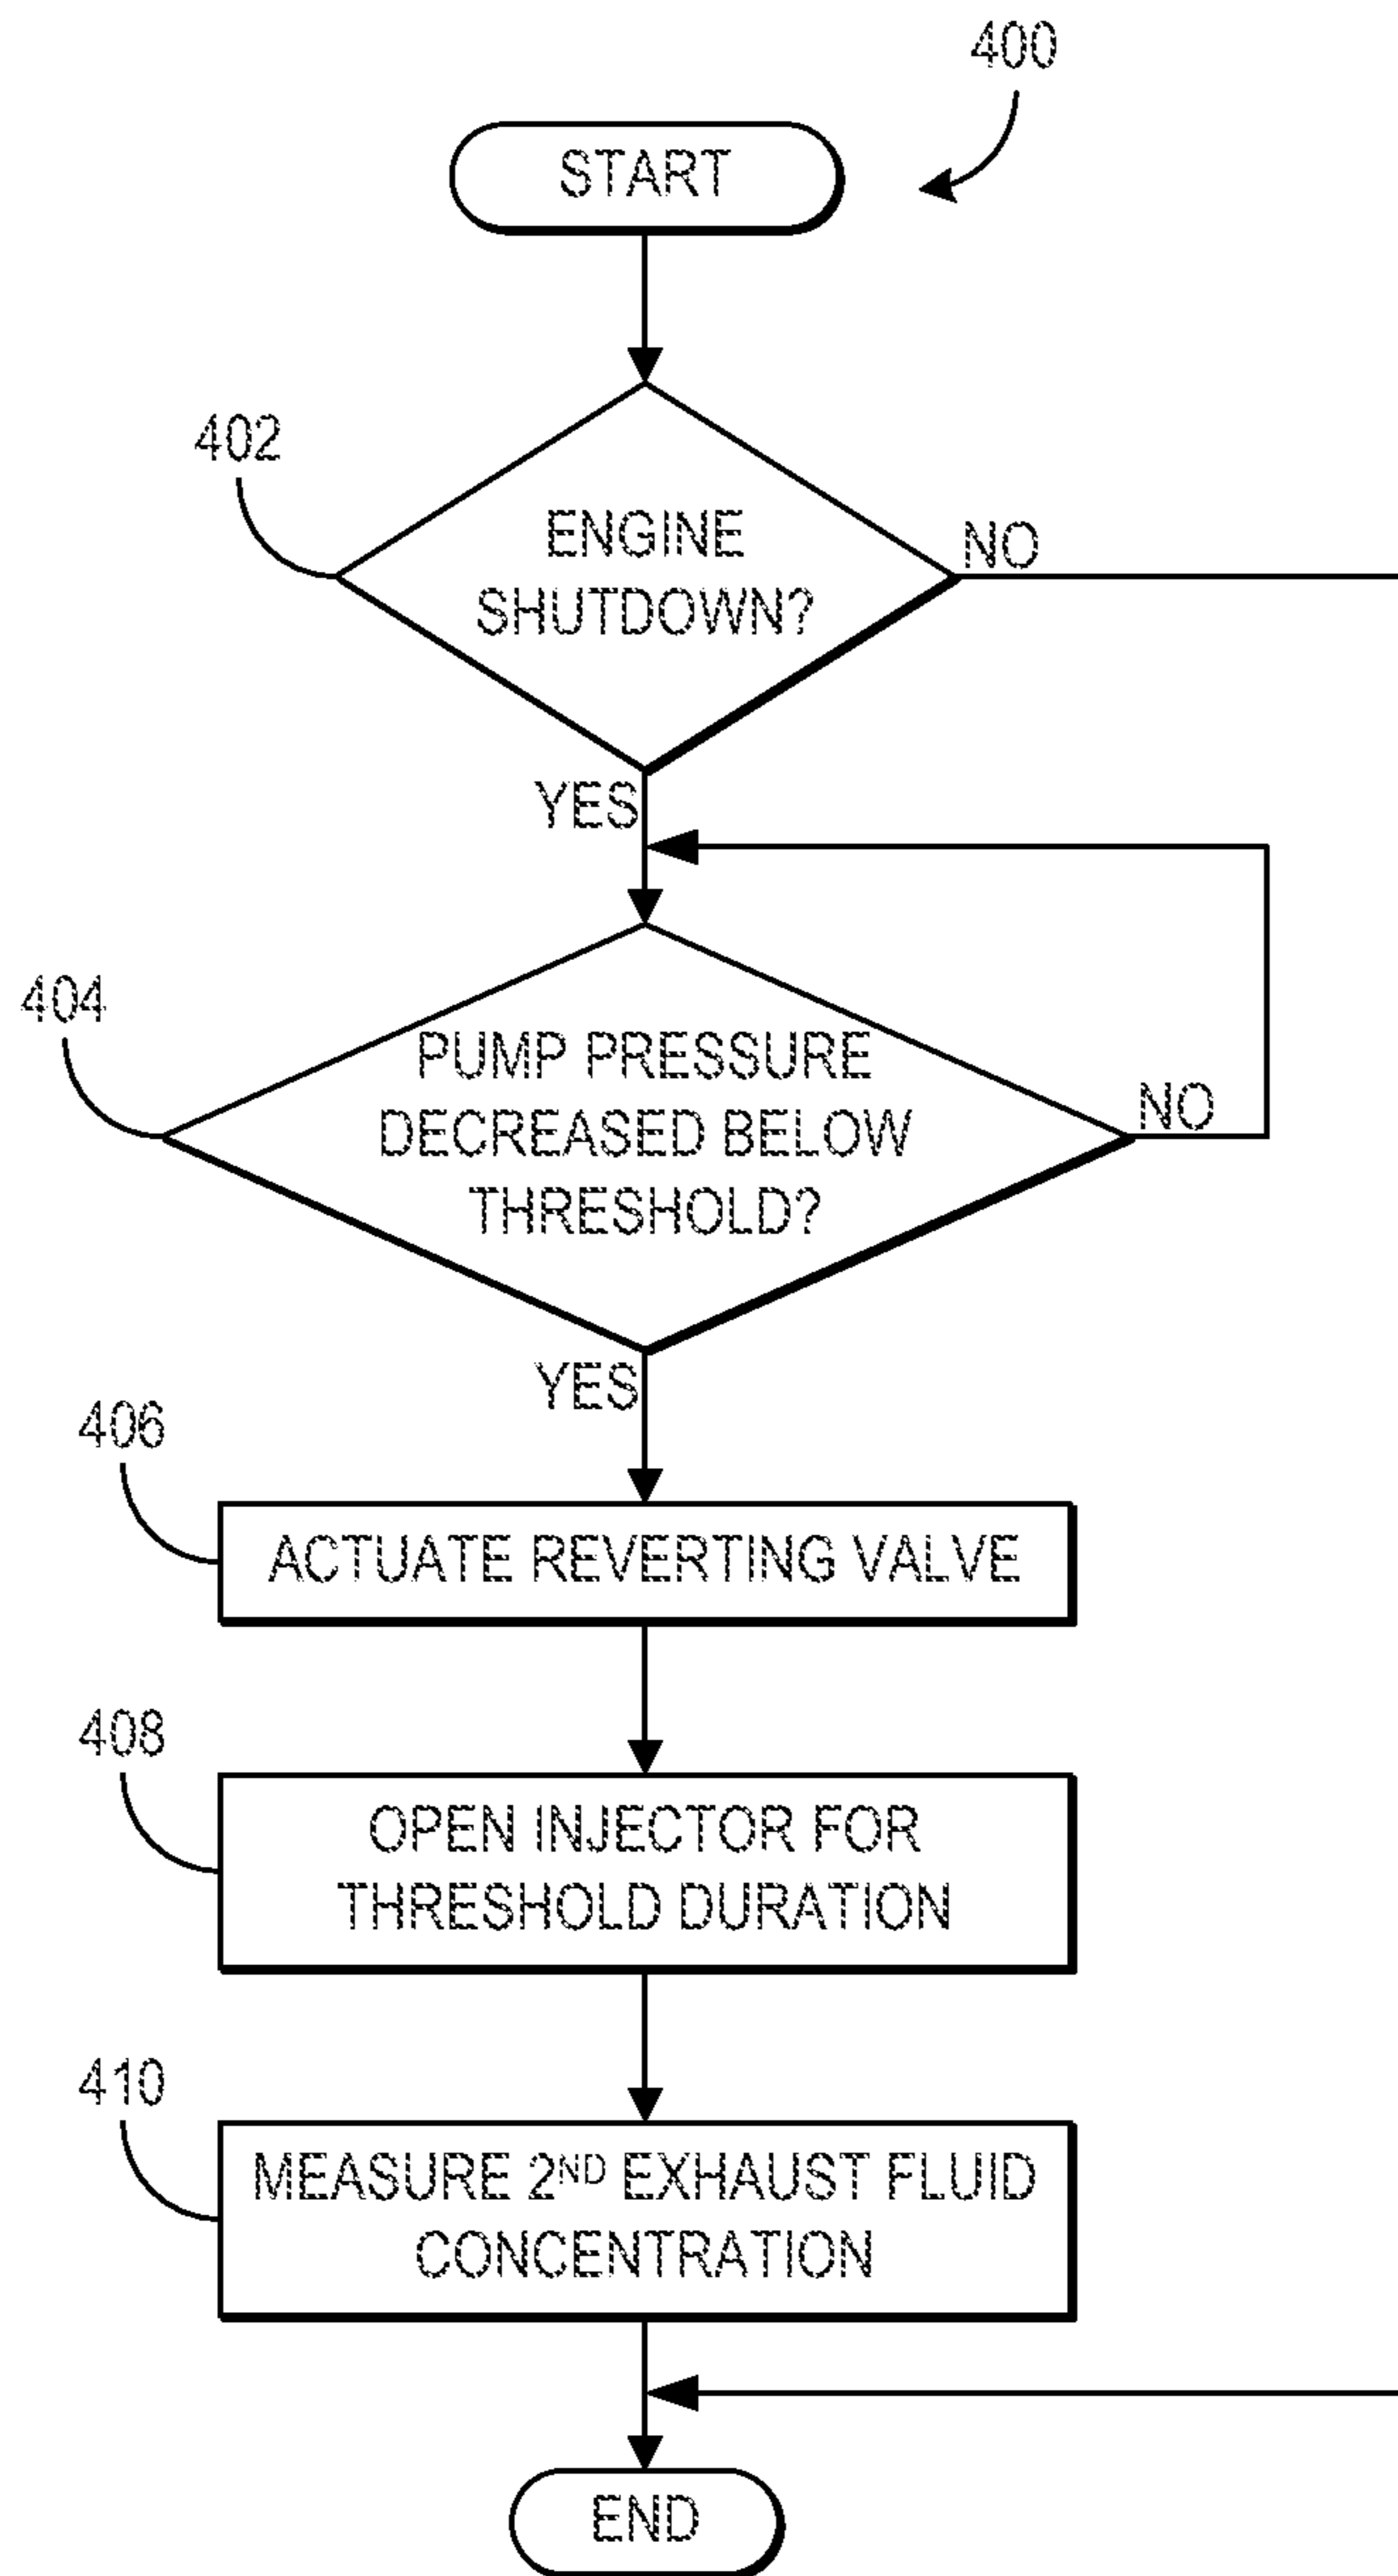 400
START
402
ENGINE
SHUTDOWN?
NO
YES
404
PUMP PRESSURE
DECREASED BELOW
THRESHOLD?
NO
YES
406
ACTUATE REVERTING VALVE
408
OPEN INJECTOR FOR
THRESHOLD DURATION
410
MEASURE 2ND EXHAUST FLUID
CONCENTRATION
END